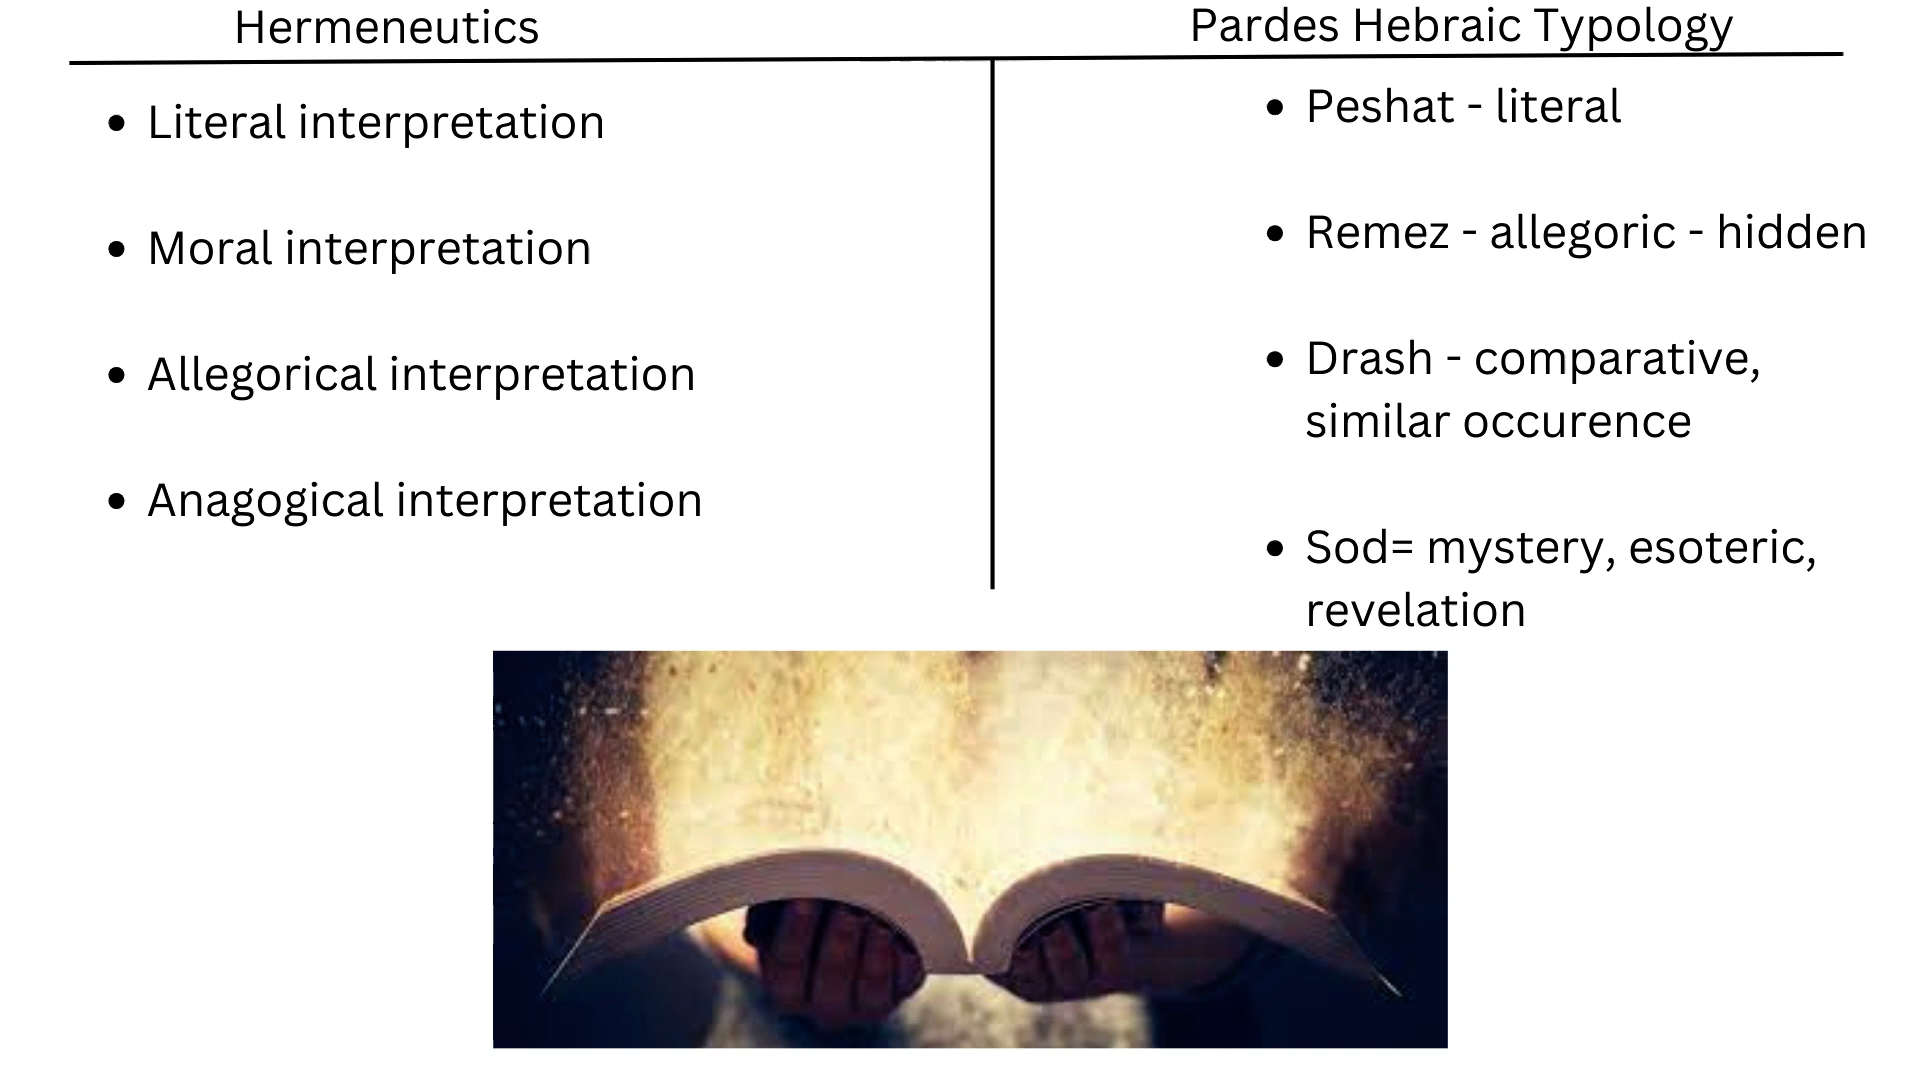 Hermeneutics
Pardes Hebraic Typology
Literal interpretation
Moral interpretation
Allegorical interpretation
Anagogical interpretation
Peshat - literal
Remez - allegoric - hidden
Drash - comparative,
similar occurence
Sod= mystery, esoteric,
revelation